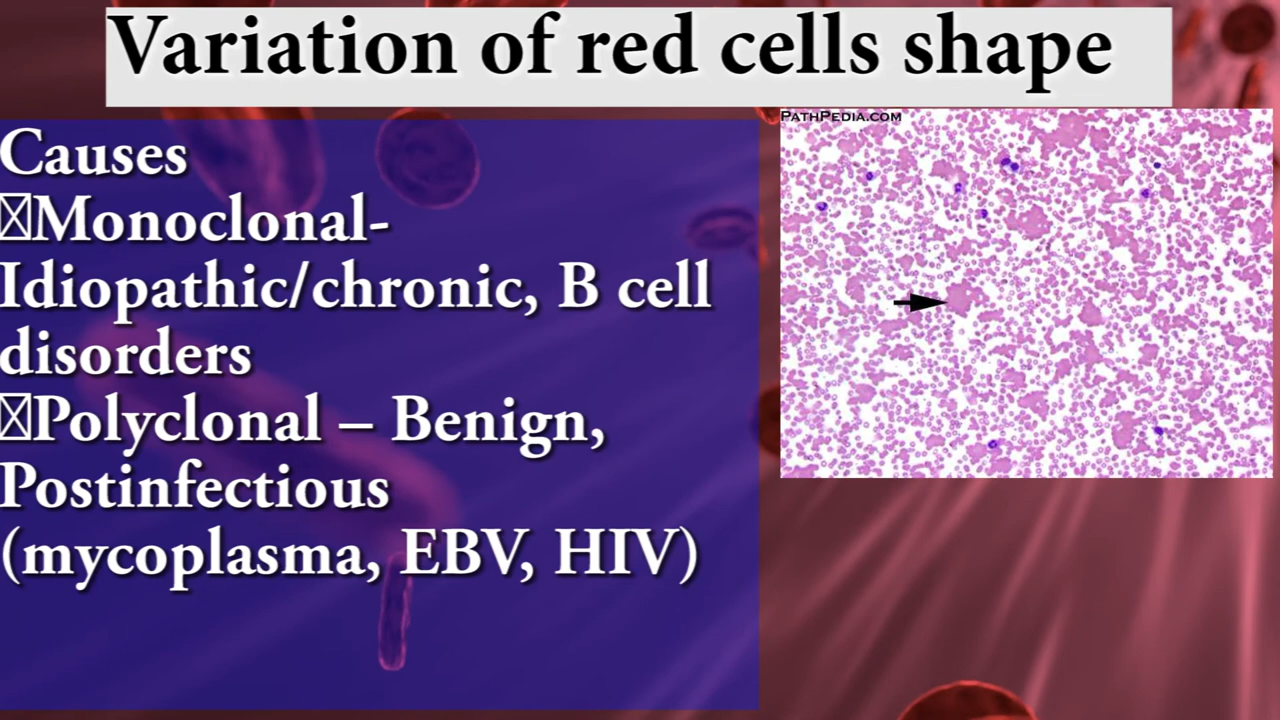 Variation of red cells shape
PATHPEDIA.COM
Causes
Monoclonal-
Idiopathic/chronic, B cell
disorders
Polyclonal – Benign,
Postinfectious
(mycoplasma, EBV, HIV)